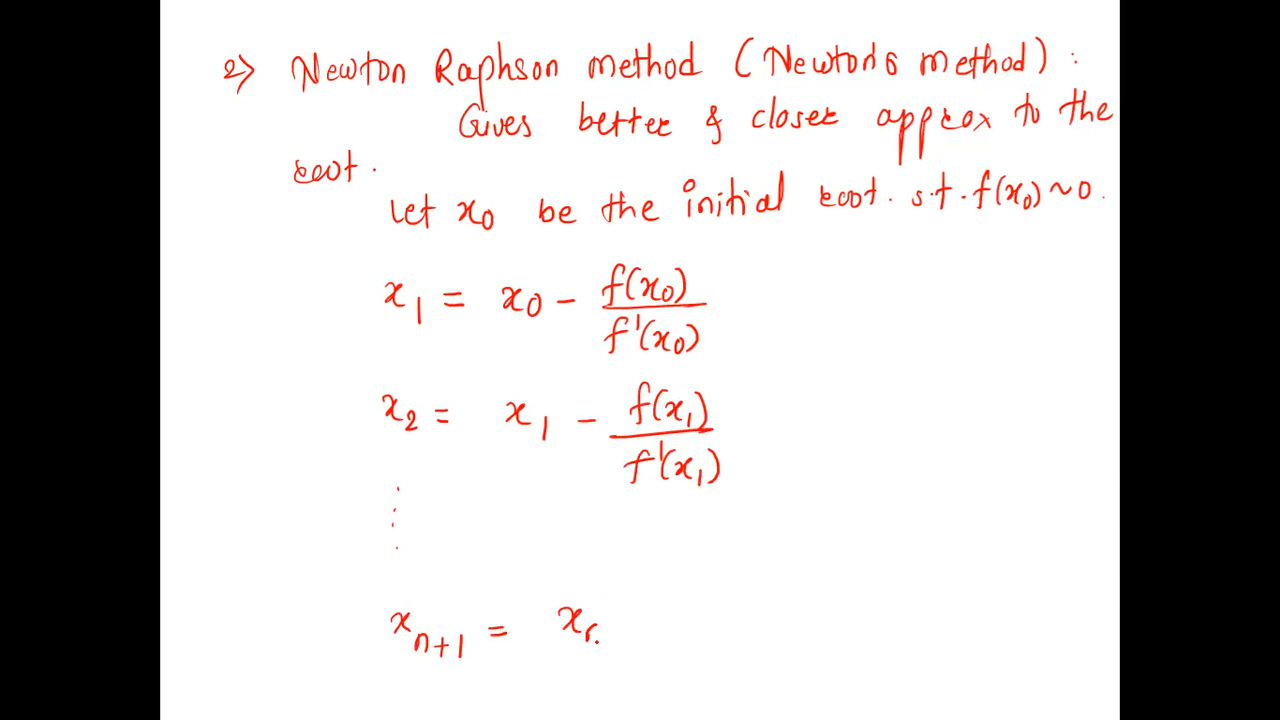 2) Newton Raphson method (Newton's method) :
Gives better & closer approx to the
root.
Let x₀ be the initial root. s.t. f(x₀) ~ 0.
x₁ = x₀ - f(x₀)/f'(x₀)
x₂ = x₁ - f(x₁)/f'(x₁)
⋮
xₙ₊₁ = x